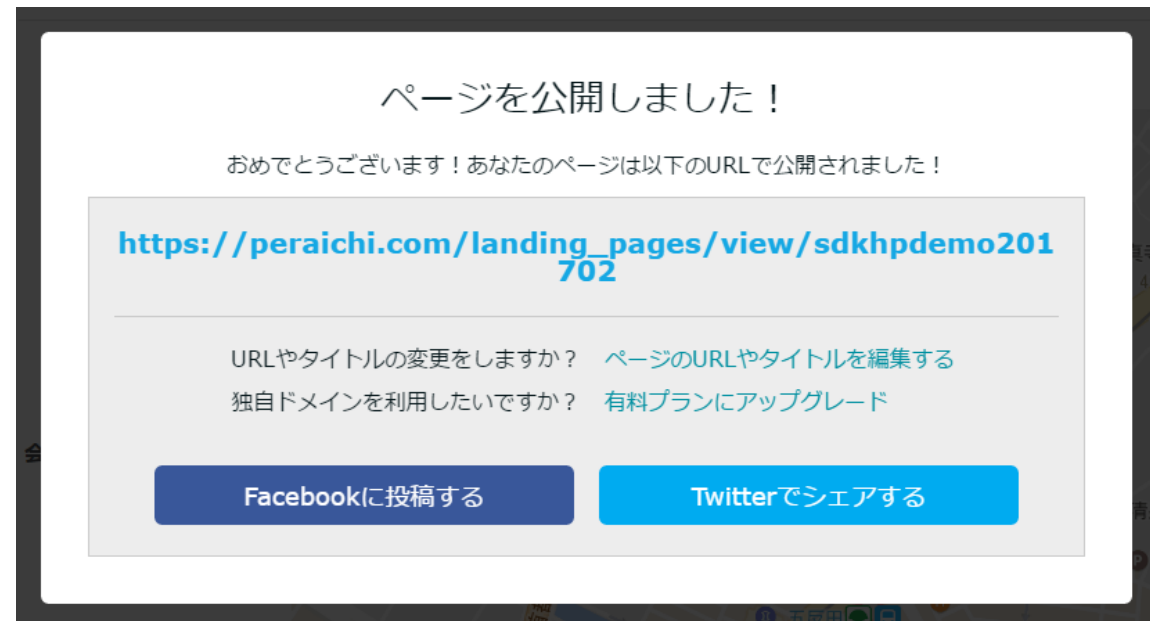 ページを公開しました！
おめでとうございます！あなたのページは以下のURLで公開されました！
https://peraichi.com/landing_pages/view/sdkhpdemo201
702
URLやタイトルの変更をしますか？ ページのURLやタイトルを編集する
独自ドメインを利用したいですか？ 有料プランにアップグレード
会
Facebookに投稿する Twitterでシェアする
五反田